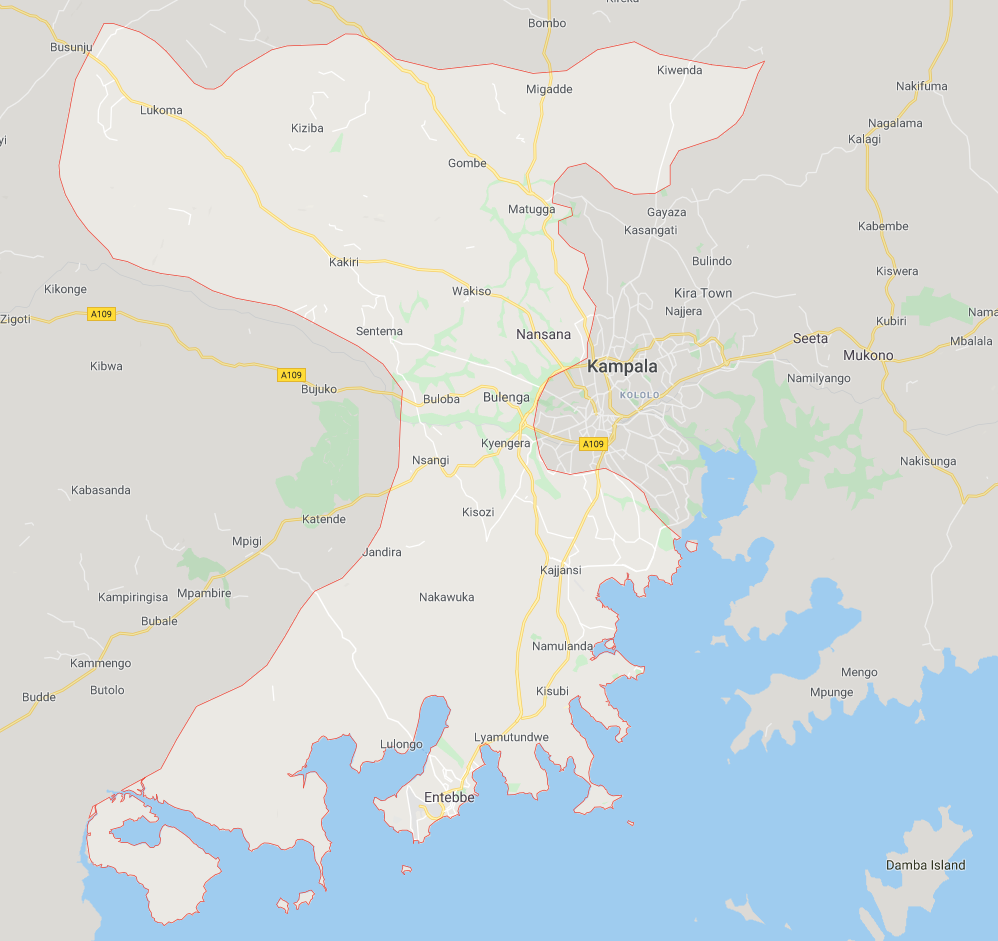 Kireka
Bombo
Busunju
Kiwenda
Migadde
Nakifuma
Lukoma
Nagalama
Kiziba
Kalagi
yi
Gombe
Matugga
Gayaza
Kasangati
Kabembe
Kakiri
Bulindo
Kiswera
Kikonge
Wakiso
Kira Town
Najjera
Zigoti
A109
Kubiri
Nama
Sentema
Nansana
Seeta
Mbalala
Mukono
Kampala
Kibwa
A109
Namilyango
Bujuko
Buloba
Bulenga
KOLOLO
Kyengera
A109
Nsangi
Nakisunga
Kabasanda
Kisozi
Katende
Mpigi
Jandira
Kajjansi
Kampiringisa
Mpambire
Nakawuka
Bubale
Namulanda
Kammengo
Mengo
Butolo
Kisubi
Mpunge
Budde
Lulongo
Lyamutundwe
Entebbe
Damba Island